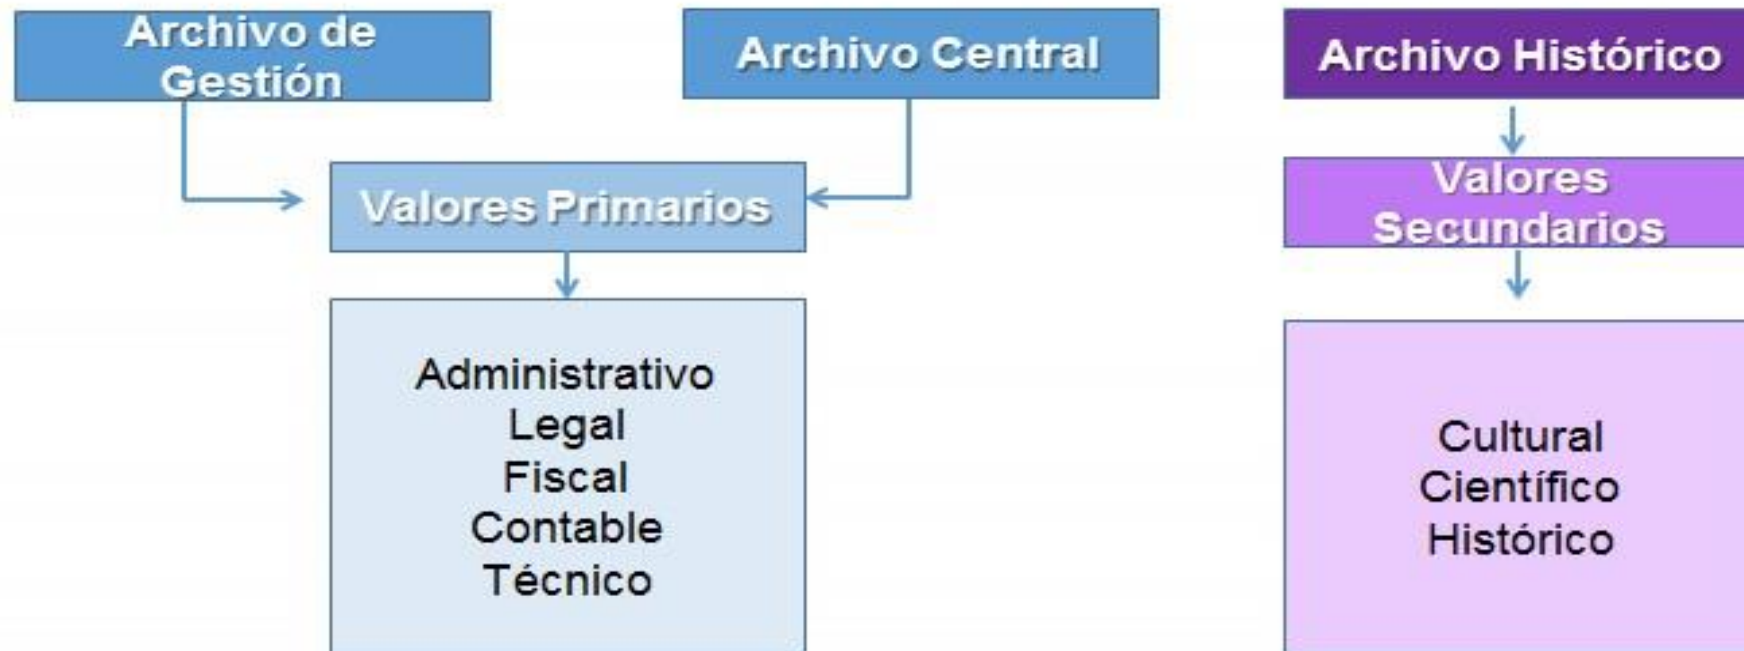 Archivo de
Gestión
Archivo Central
Archivo Histórico
Valores Primarios
Valores
Secundarios
Administrativo
Legal
Fiscal
Contable
Técnico
Cultural
Científico
Histórico